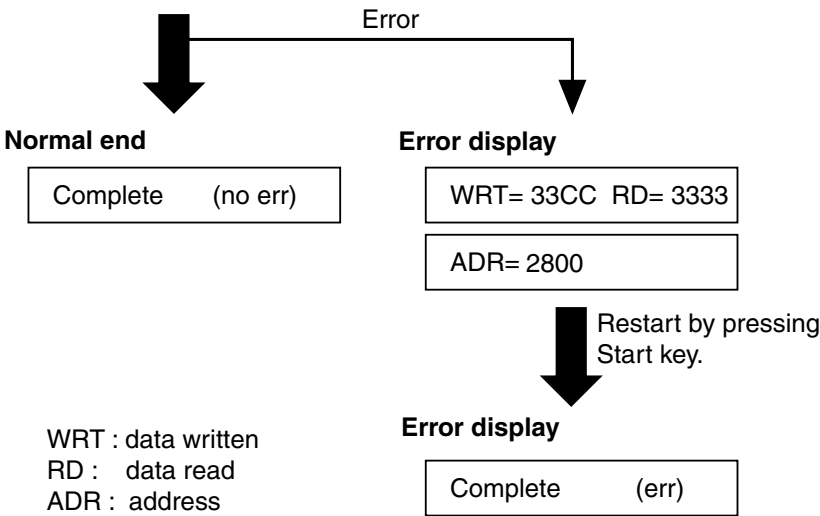 Error
Normal end
Complete (no err)
Error display
WRT= 33CC RD= 3333
ADR= 2800
Restart by pressing
Start key.
Error display
Complete (err)
WRT : data written
RD : data read
ADR : address